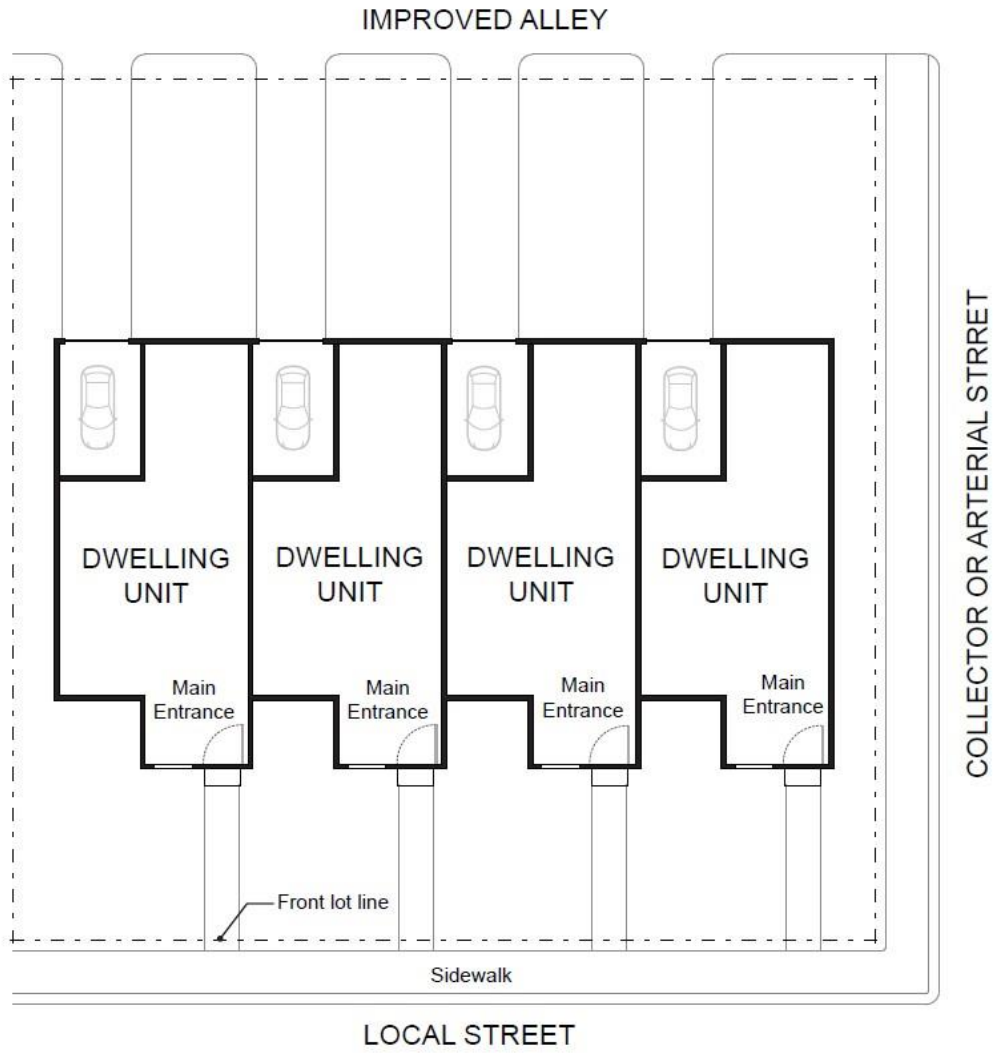 IMPROVED ALLEY
COLLECTOR OR ARTERIAL STRRET
DWELLING
UNIT
DWELLING
UNIT
DWELLING
UNIT
DWELLING
UNIT
Main
Entrance
Main
Entrance
Main
Entrance
Main
Entrance
Front lot line
Sidewalk
LOCAL STREET